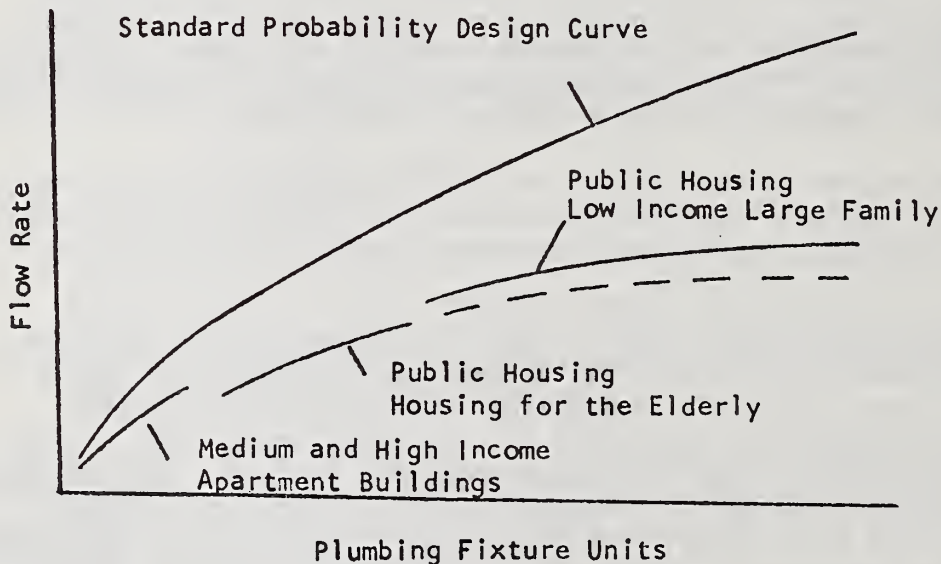 Standard Probability Design Curve
Flow Rate
Public Housing
Low Income Large Family
Public Housing
Housing for the Elderly
Medium and High Income
Apartment Buildings
Plumbing Fixture Units